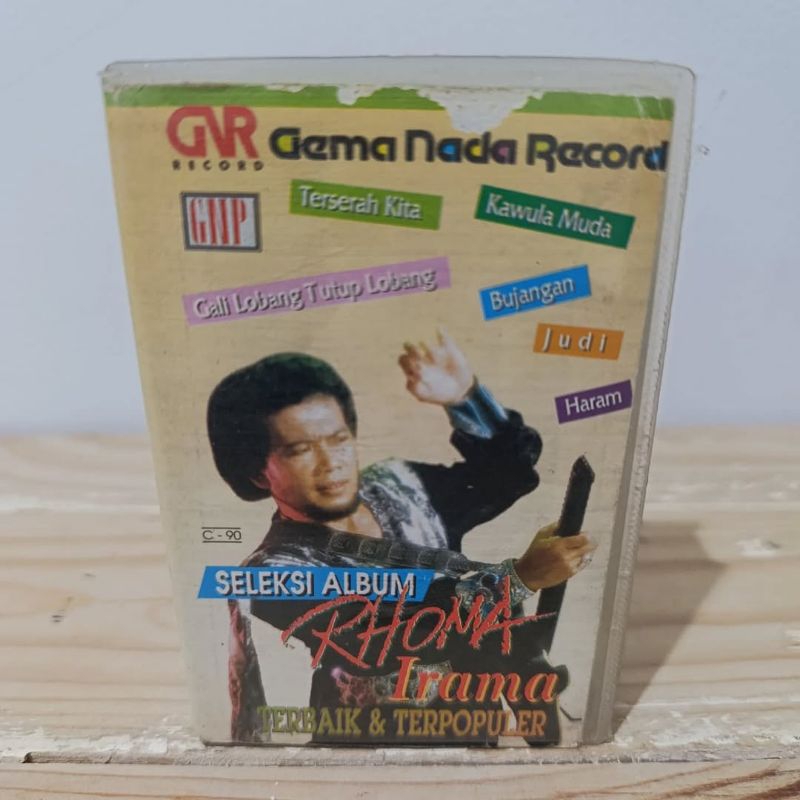 GNR
RECORD
Gema Nada Record
GNP
Terserah Kita
Kawula Muda
Gali Lobang Tutup Lobang
Bujangan
Judi
Haram
C - 90
SELEKSI ALBUM
RHOMA
Irama
TERBAIK & TERPOPULER